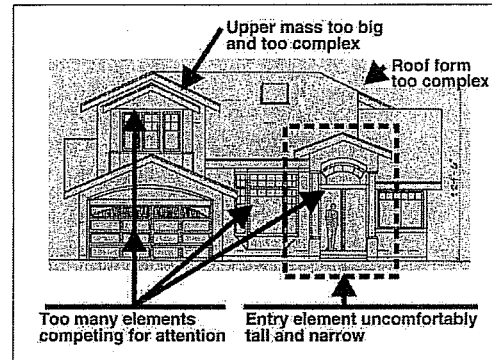 Upper mass too big
and too complex
Roof form
too complex
Too many elements
competing for attention
Entry element uncomfortably
tall and narrow